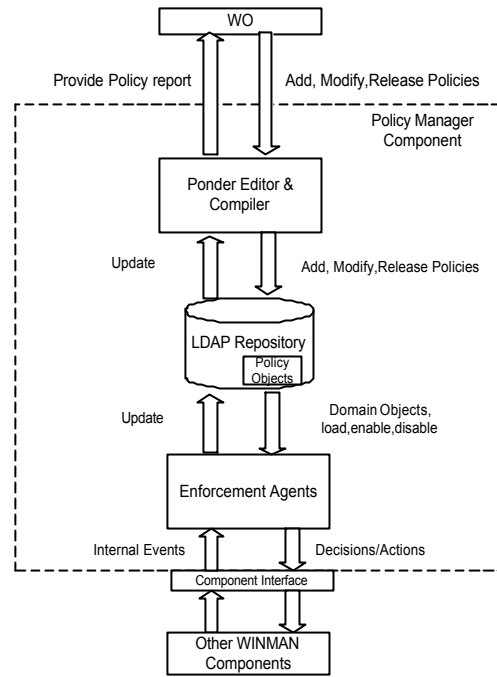 WO
Provide Policy report
Add, Modify,Release Policies
Policy Manager
Component
Ponder Editor &
Compiler
Update
Add, Modify,Release Policies
LDAP Repository
Policy
Objects
Update
Domain Objects,
load,enable,disable
Enforcement Agents
Internal Events
Decisions/Actions
Component Interface
Other WINMAN
Components